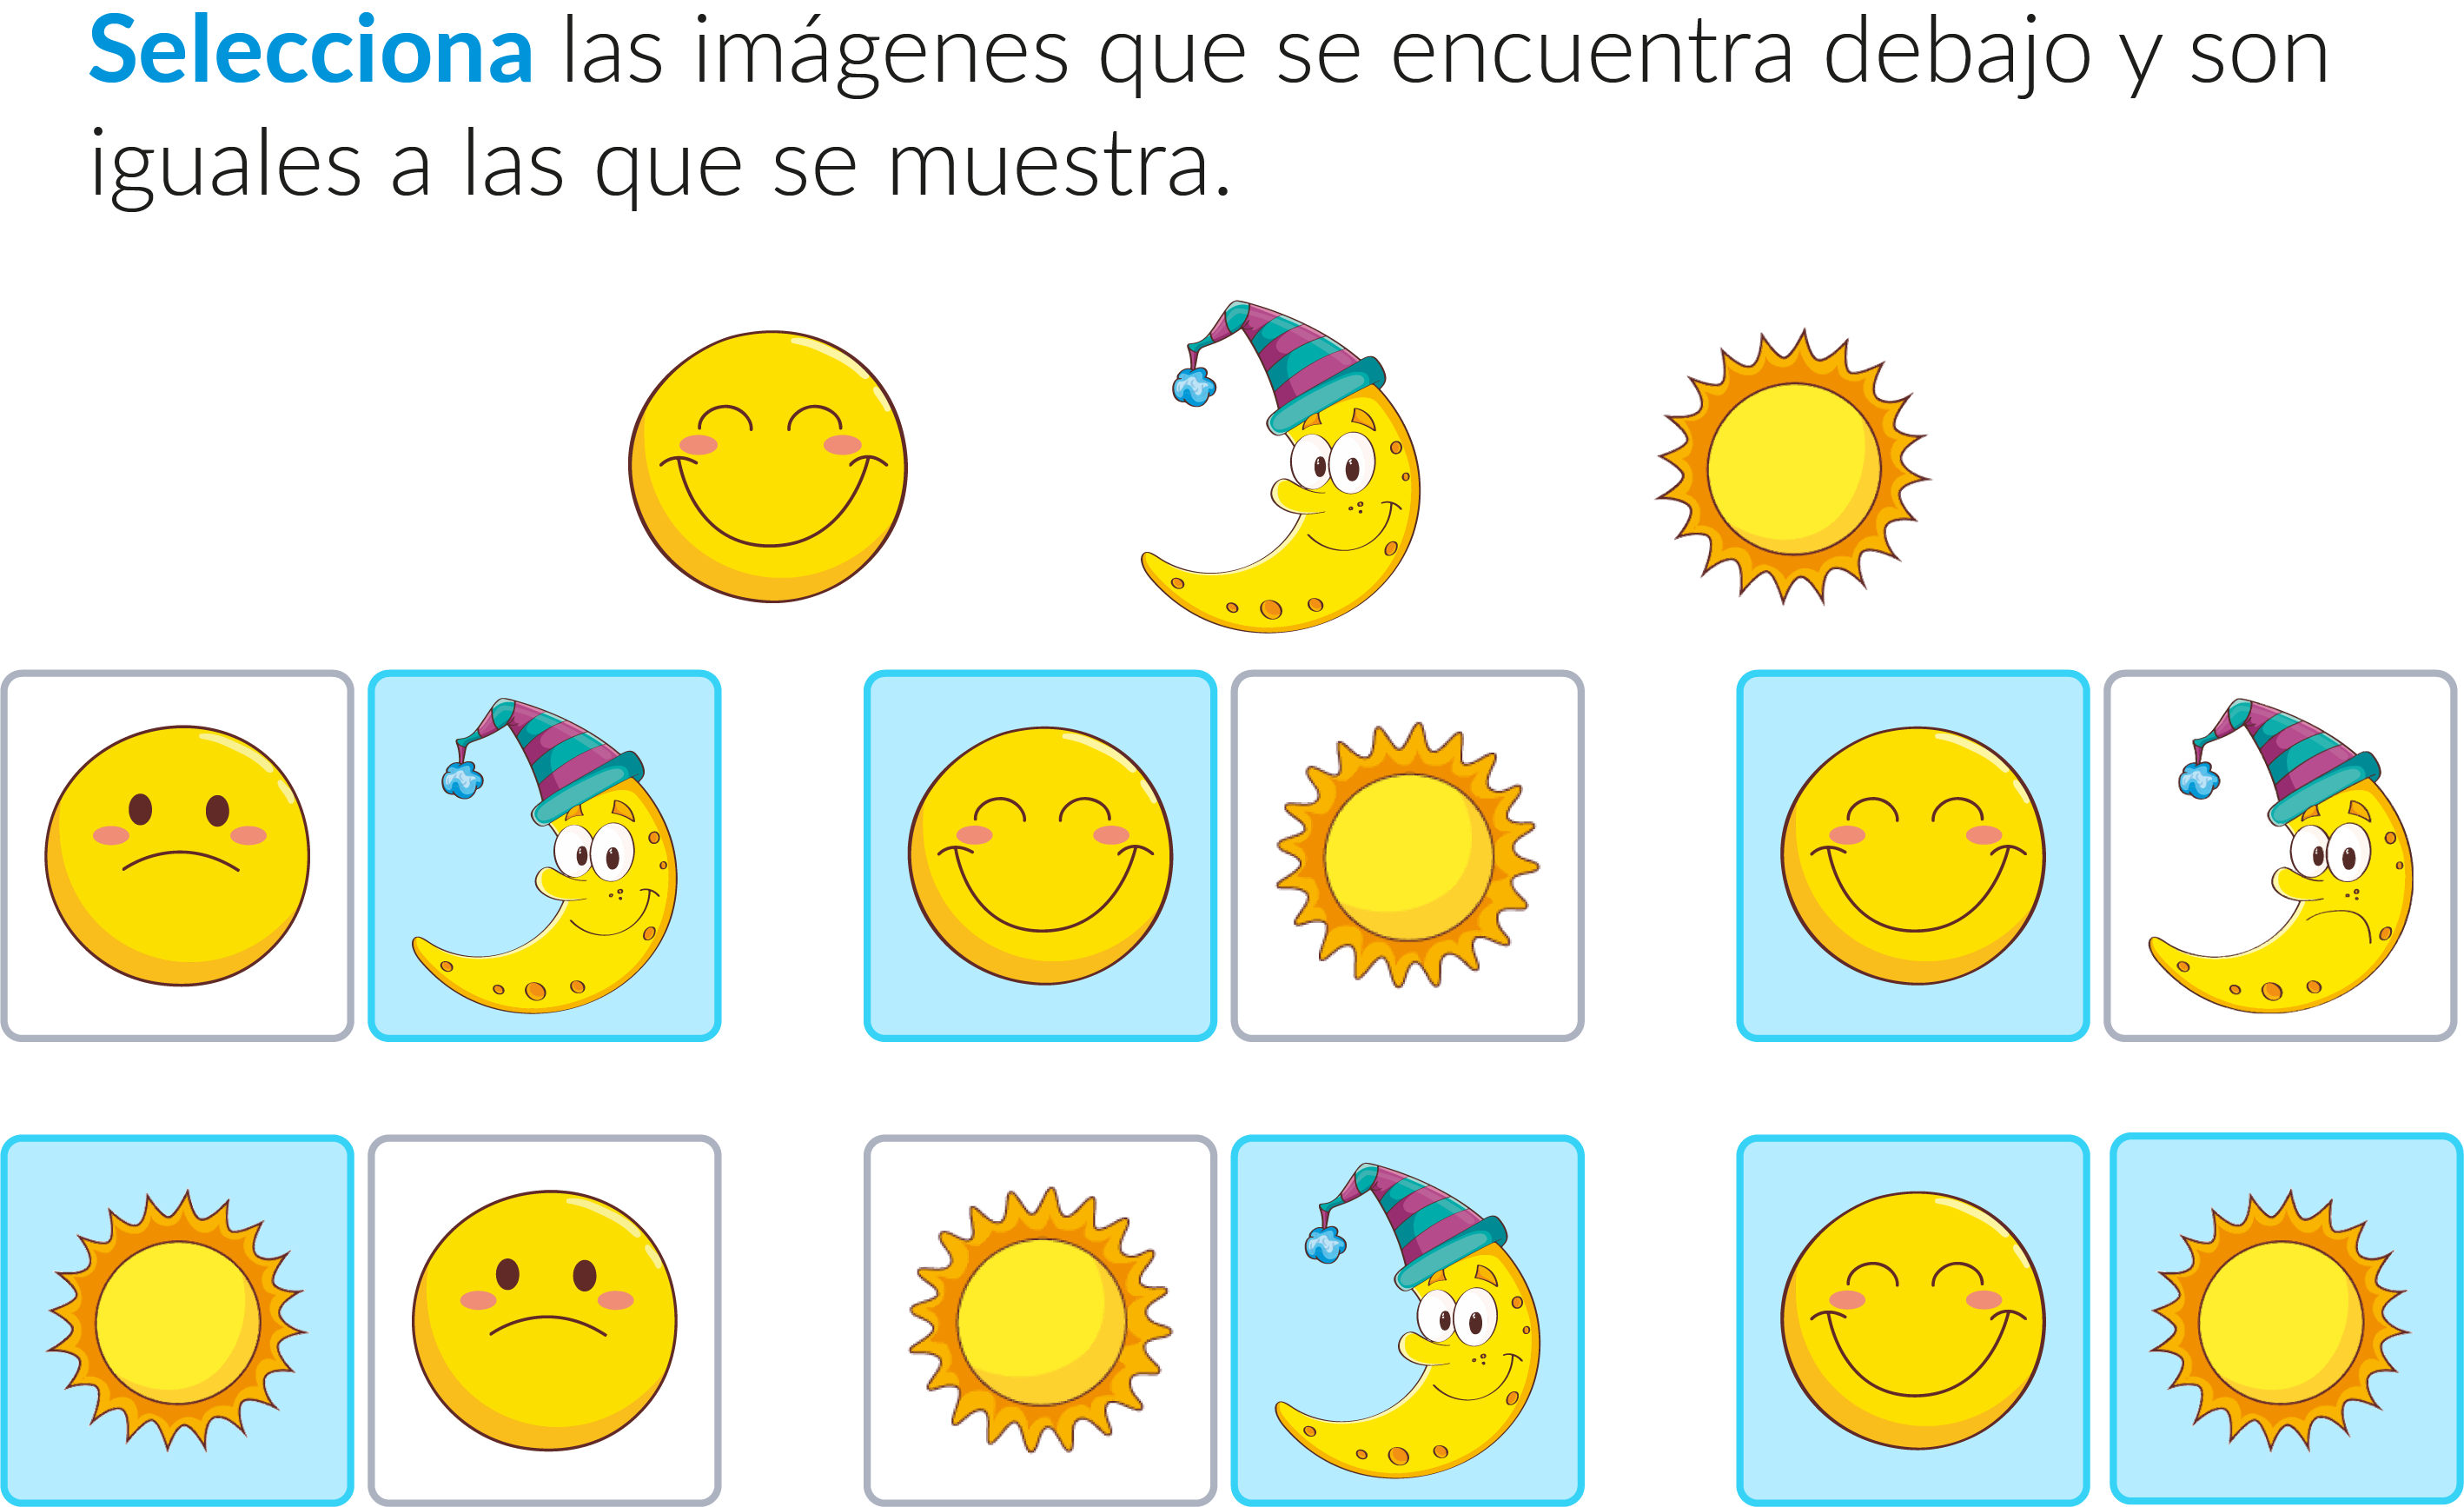 Selecciona las imágenes que se encuentra debajo y son
iguales a las que se muestra.